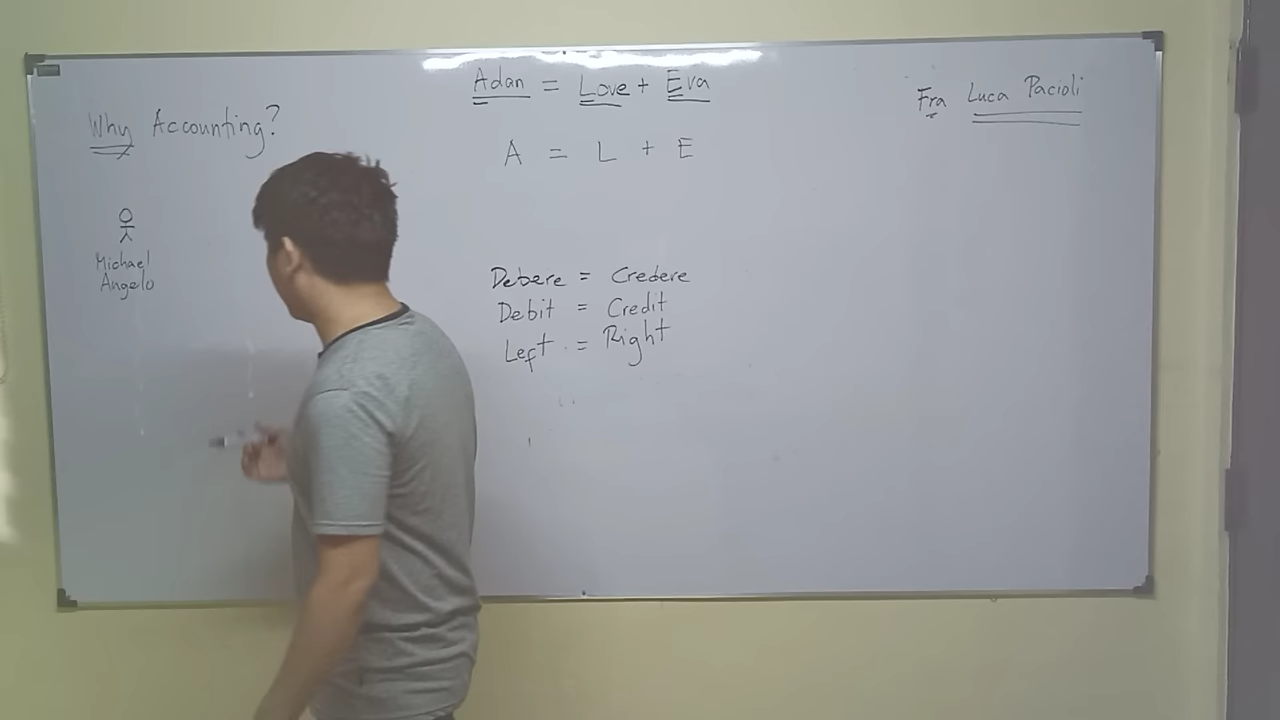 Why Accounting?
Michael
Angelo
Adan = Love + Eva
A = L + E
Debere = Credere
Debit = Credit
Left = Right
Fra Luca Pacioli